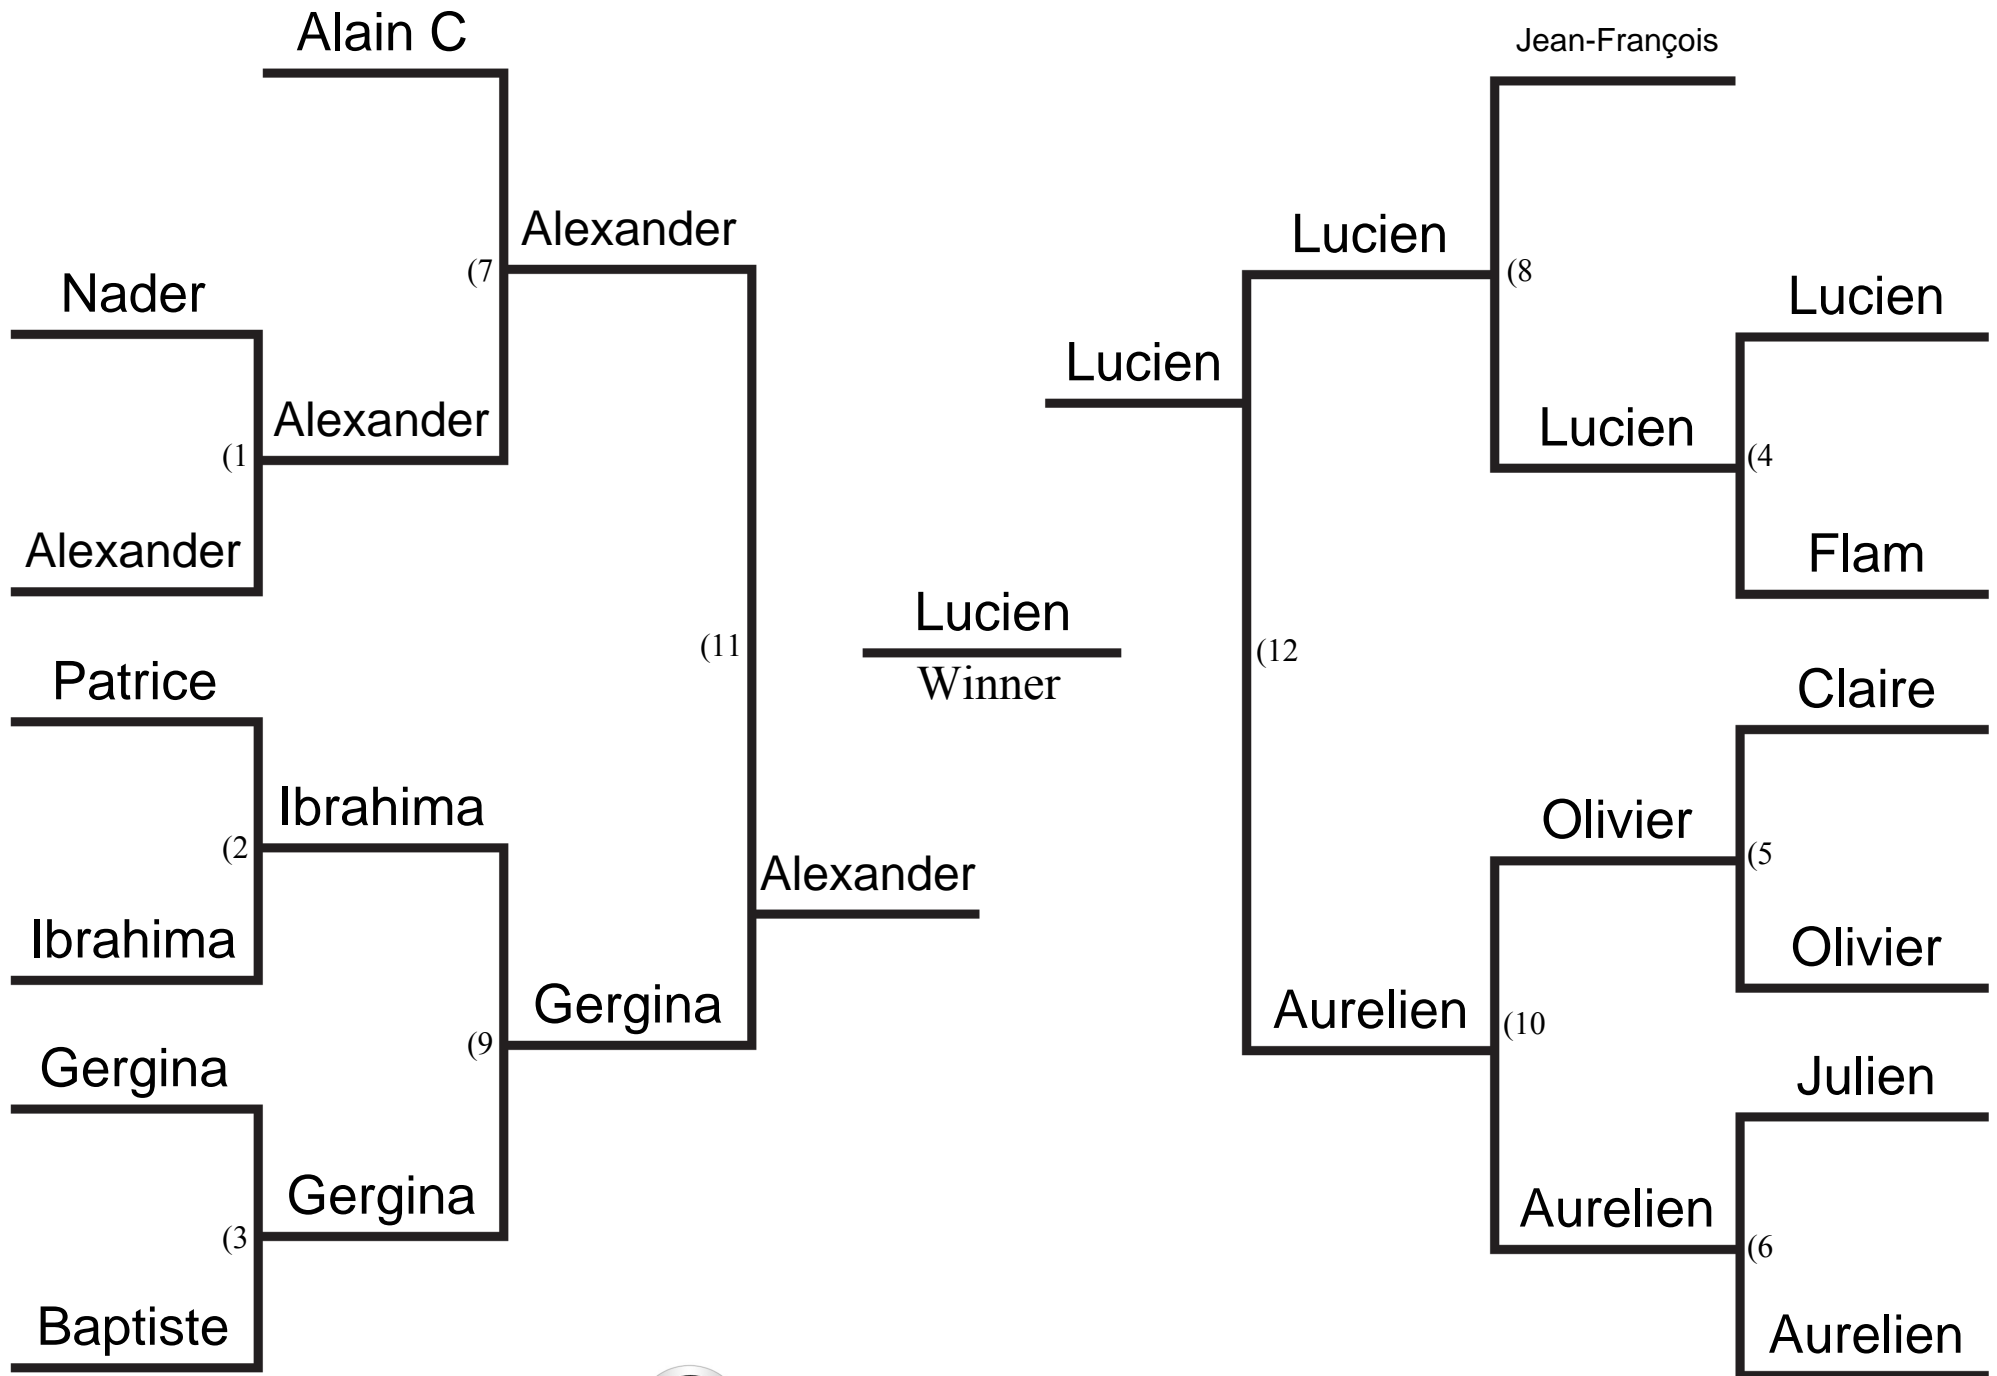 Alain C
Jean-François
Alexander
Lucien
(7
(8
Nader
Lucien
Lucien
Alexander
Lucien
(1
(4
Alexander
Flam
Lucien
(11
(12
Winner
Patrice
Claire
Ibrahima
Olivier
(2
(5
Alexander
Ibrahima
Olivier
Gergina
Aurelien
(9
(10
Gergina
Julien
Gergina
Aurelien
(3
(6
Baptiste
Aurelien